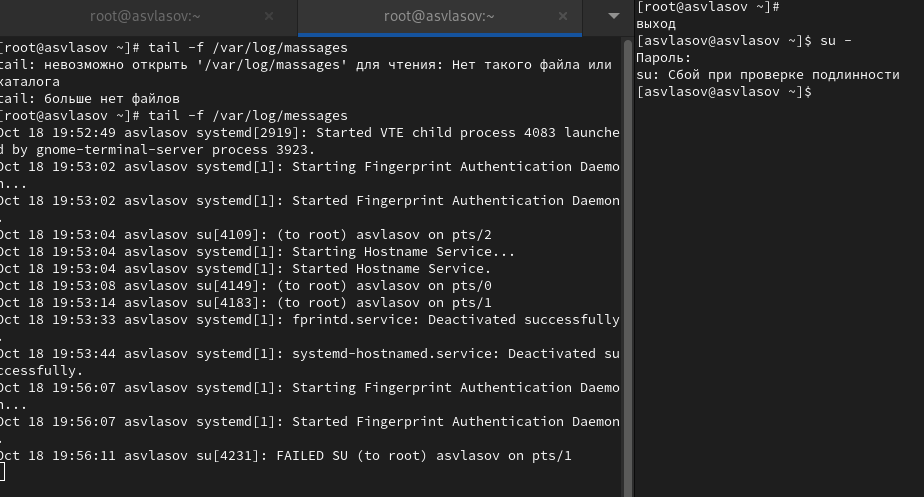 root@asvlasov:~
root@asvlasov:~
[root@asvlasov ~]# tail -f /var/log/massages
tail: невозможно открыть '/var/log/massages' для чтения: Нет такого файла или
каталога
tail: больше нет файлов
[root@asvlasov ~]# tail -f /var/log/messages
Oct 18 19:52:49 asvlasov systemd[2919]: Started VTE child process 4083 launche
d by gnome-terminal-server process 3923.
Oct 18 19:53:02 asvlasov systemd[1]: Starting Fingerprint Authentication Daemo
n...
Oct 18 19:53:02 asvlasov systemd[1]: Started Fingerprint Authentication Daemon
.
Oct 18 19:53:04 asvlasov su[4109]: (to root) asvlasov on pts/2
Oct 18 19:53:04 asvlasov systemd[1]: Starting Hostname Service...
Oct 18 19:53:04 asvlasov systemd[1]: Started Hostname Service.
Oct 18 19:53:08 asvlasov su[4149]: (to root) asvlasov on pts/0
Oct 18 19:53:14 asvlasov su[4183]: (to root) asvlasov on pts/1
Oct 18 19:53:33 asvlasov systemd[1]: fprintd.service: Deactivated successfully
.
Oct 18 19:53:44 asvlasov systemd[1]: systemd-hostnamed.service: Deactivated su
ccessfully.
Oct 18 19:56:07 asvlasov systemd[1]: Starting Fingerprint Authentication Daemo
n...
Oct 18 19:56:07 asvlasov systemd[1]: Started Fingerprint Authentication Daemon
.
Oct 18 19:56:11 asvlasov su[4231]: FAILED SU (to root) asvlasov on pts/1
[root@asvlasov ~]#
выход
[asvlasov@asvlasov ~]$ su -
Пароль:
su: Сбой при проверке подлинности
[asvlasov@asvlasov ~]$